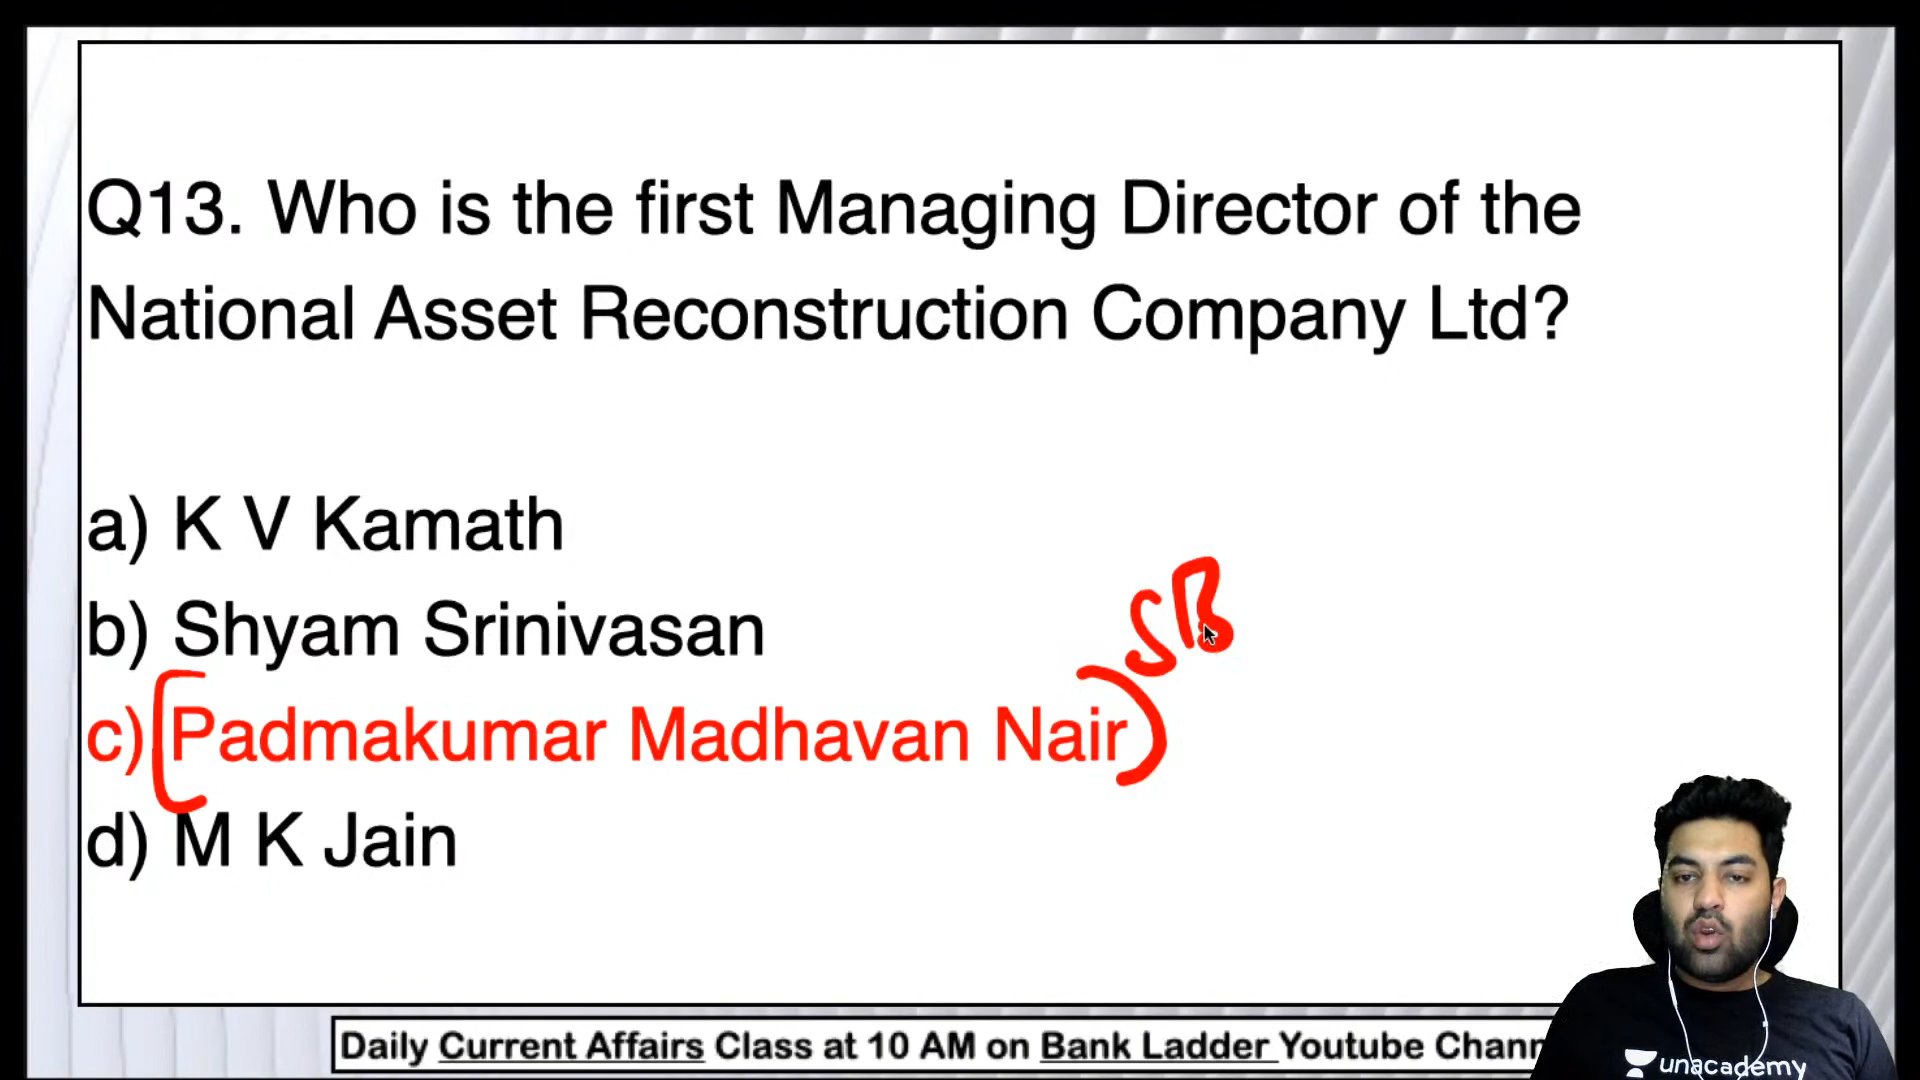 Q13. Who is the first Managing Director of the
National Asset Reconstruction Company Ltd?
a) K V Kamath
b) Shyam Srinivasan
SB
c) Padmakumar Madhavan Nair
d) M K Jain
Daily Current Affairs Class at 10 AM on Bank Ladder Youtube Chann
unacademy